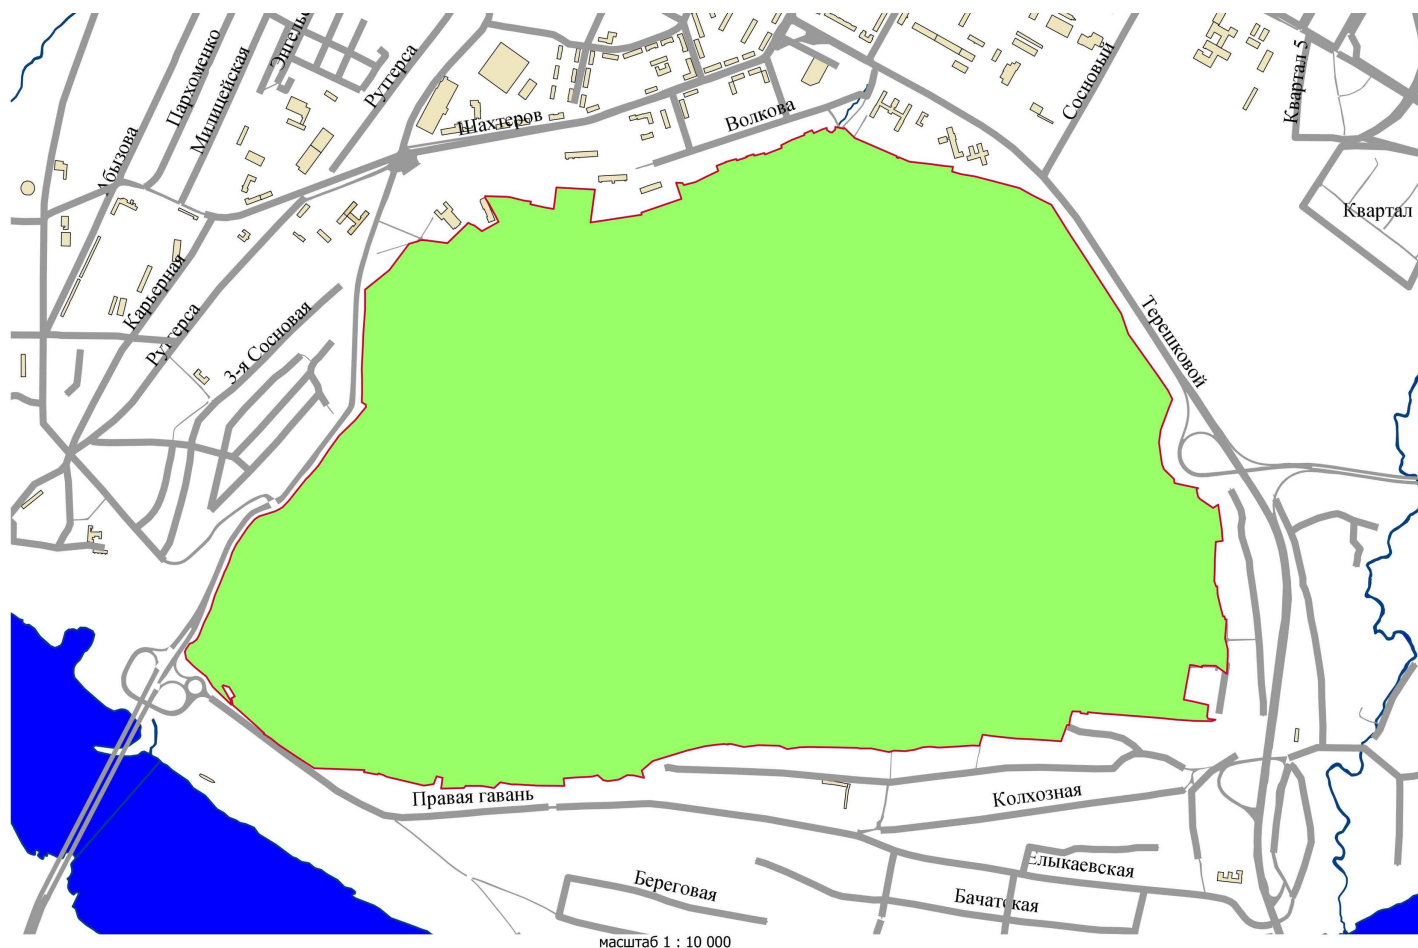 Пархоменко
Милицейская
Энгельс
Рутгерса
Абызова
Шахтеров
Волкова
Сосновый
Квартал 5
Квартал
Карьерная
Рутгерса
3-я Сосновая
Терешковой
Правая гавань
Колхозная
Елыкаевская
Береговая
Бачатская
масштаб 1 : 10 000